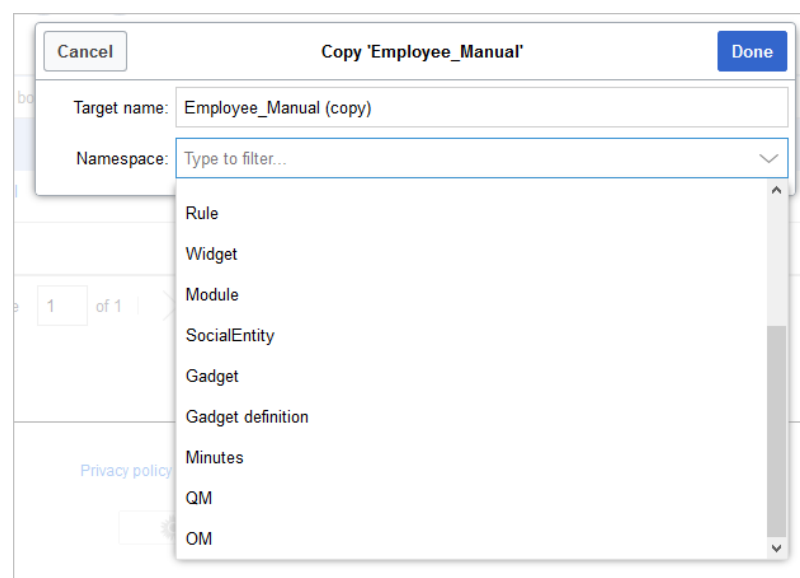 Cancel
Copy 'Employee_Manual'
Done
bo
Target name: Employee_Manual (copy)
Namespace: Type to filter...
Rule
Widget
Module
1 of 1
SocialEntity
Gadget
Gadget definition
Minutes
Privacy policy
QM
OM